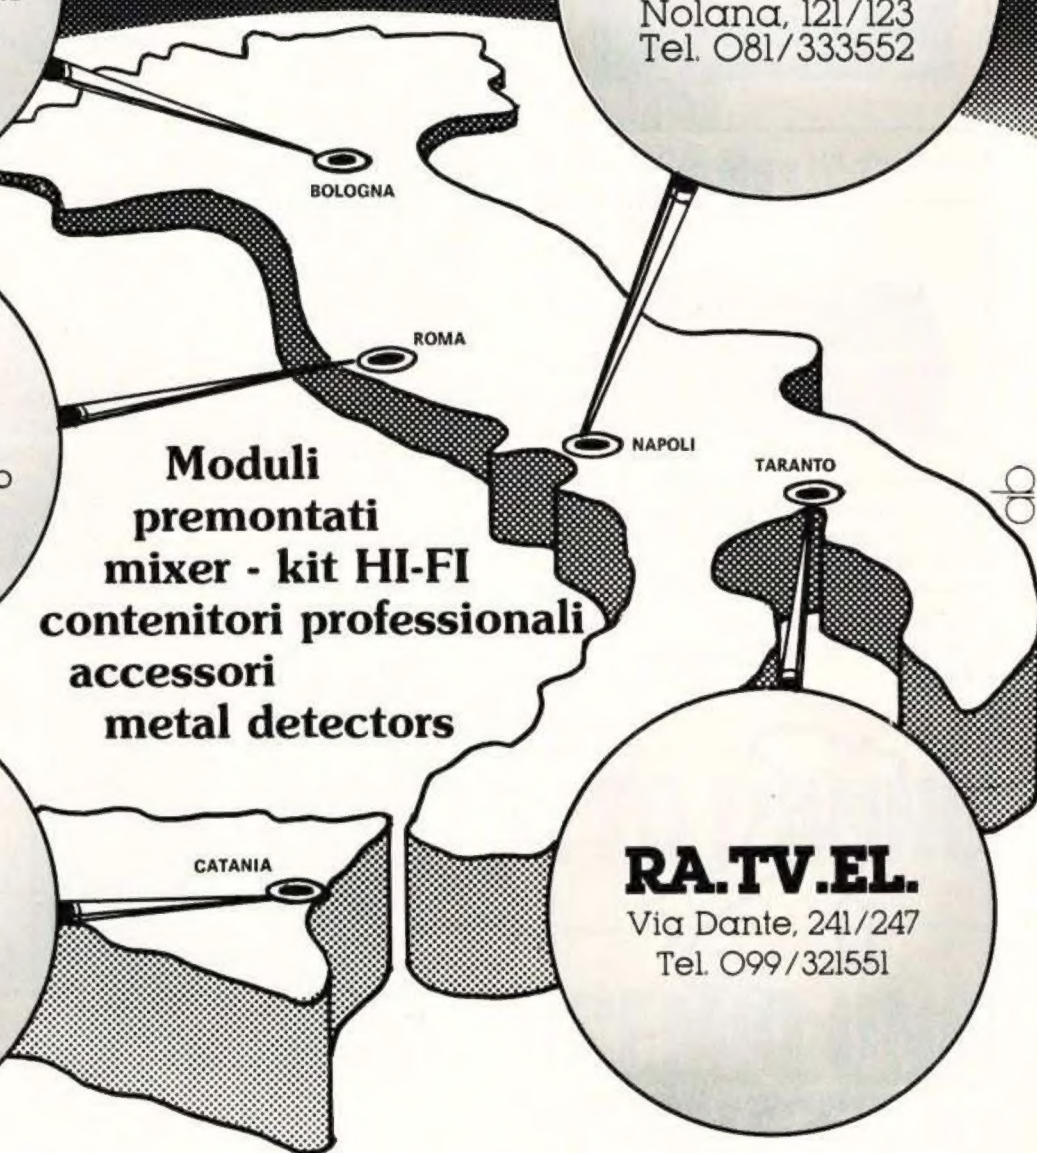 Nolana, 121/123
Tel. 081/333552
BOLOGNA
ROMA
NAPOLI
TARANTO
Moduli
premontati
mixer - kit HI-FI
contenitori professionali
accessori
metal detectors
CATANIA
RA.TV.EL.
Via Dante, 241/247
Tel. 099/321551